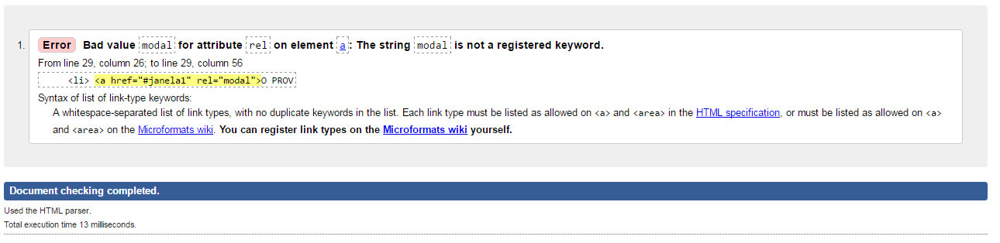 1. Error Bad value modal for attribute rel on element a: The string modal is not a registered keyword.
From line 29, column 26; to line 29, column 56
<li> <a href="#janela1" rel="modal">O PROV
Syntax of list of link-type keywords:
A whitespace-separated list of link types, with no duplicate keywords in the list. Each link type must be listed as allowed on <a> and <area> in the HTML specification, or must be listed as allowed on <a>
and <area> on the Microformats wiki. You can register link types on the Microformats wiki yourself.
Document checking completed.
Used the HTML parser.
Total execution time 13 milliseconds.